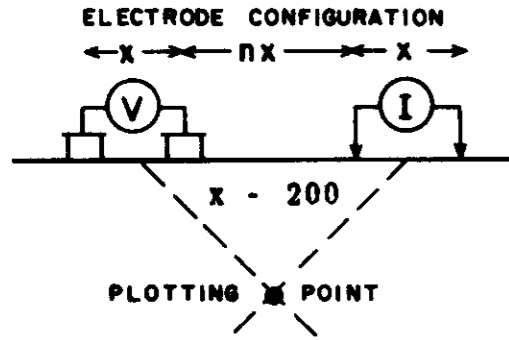 ELECTRODE CONFIGURATION
x nx x
V I
x - 200
PLOTTING POINT